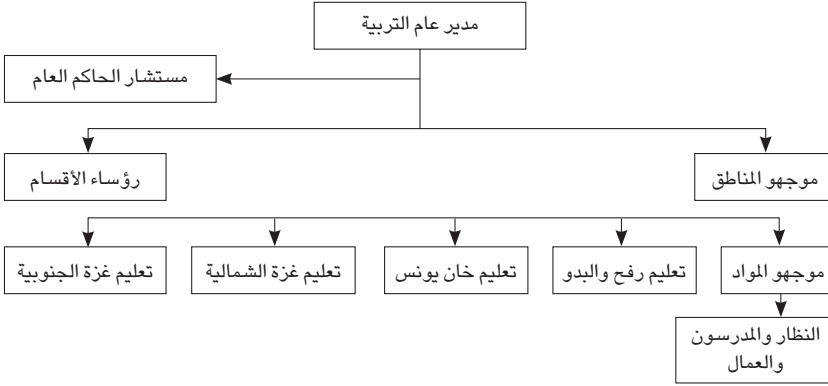 مدير عام التربية
مستشار الحاكم العام
موجهو المناطق
رؤساء الأقسام
موجهو المواد
تعليم رفح والبدو
تعليم خان يونس
تعليم غزة الشمالية
تعليم غزة الجنوبية
النظار والمدرسون
والعمال